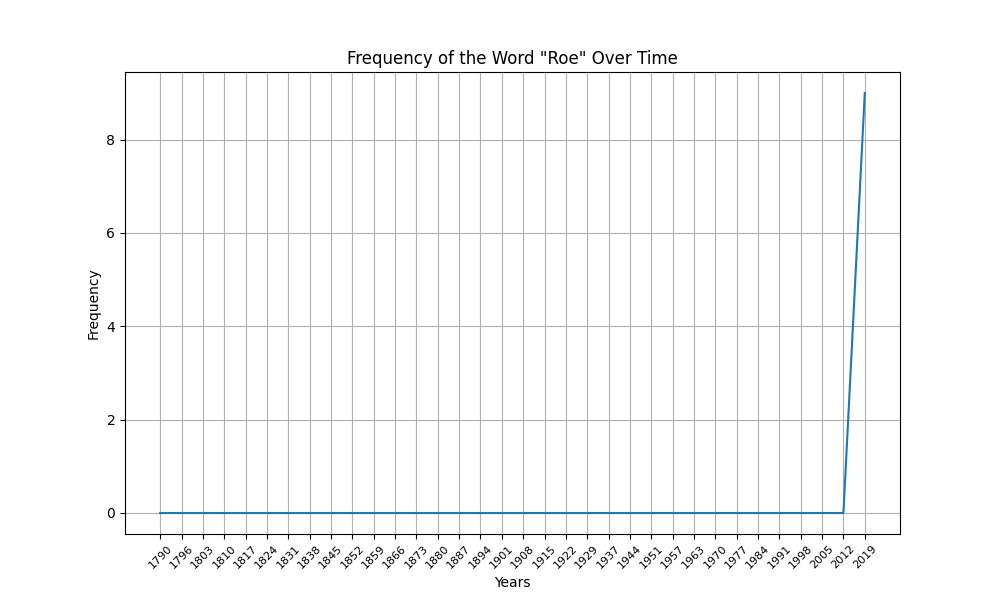 Frequency of the Word "Roe" Over Time
8
6
4
2
0
Frequency
1790 1796 1803 1810 1817 1824 1831 1838 1845 1852 1859 1866 1873 1880 1887 1894 1901 1908 1915 1922 1929 1937 1944 1951 1957 1963 1970 1977 1984 1991 1998 2005 2012 2019
Years